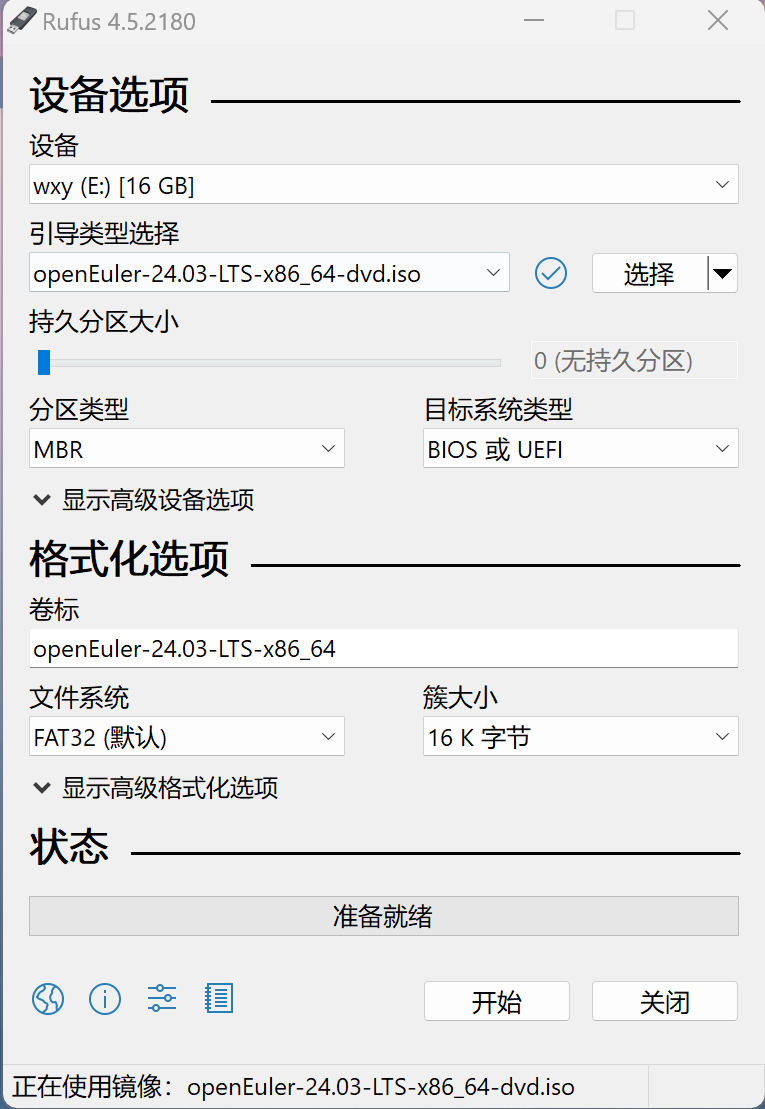 Rufus 4.5.2180
设备选项
设备
wxy (E:) [16 GB]
引导类型选择
openEuler-24.03-LTS-x86_64-dvd.iso
选择
持久分区大小
0 (无持久分区)
分区类型 目标系统类型
MBR BIOS 或 UEFI
显示高级设备选项
格式化选项
卷标
openEuler-24.03-LTS-x86_64
文件系统 簇大小
FAT32 (默认) 16 K 字节
显示高级格式化选项
状态
准备就绪
开始 关闭
正在使用镜像：openEuler-24.03-LTS-x86_64-dvd.iso